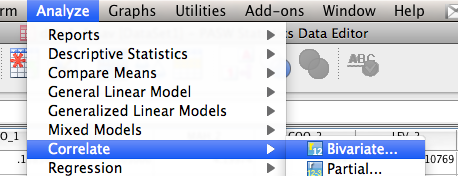 rm Analyze Graphs Utilities Add-ons Window Help
Reports
Descriptive Statistics Data Editor
Compare Means
General Linear Model
Generalized Linear Models
Mixed Models
Correlate Bivariate...
Regression Partial...
O_1 COO_2 LEV_2
.1 10769
ABC